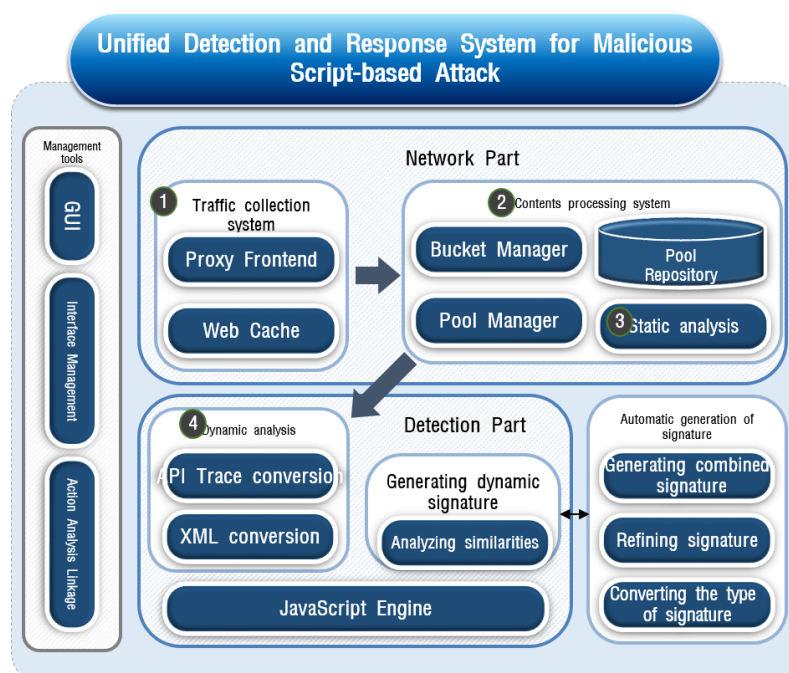 Unified Detection and Response System for Malicious
Script-based Attack
Management
tools
GUI
Interface Management
Action Analysis Linkage
Network Part
1
Traffic collection
system
Proxy Frontend
Web Cache
2
Contents processing system
Bucket Manager
Pool
Repository
Pool Manager
3
Static analysis
Detection Part
4
Dynamic analysis
API Trace conversion
XML conversion
Generating dynamic
signature
Analyzing similarities
JavaScript Engine
Automatic generation of
signature
Generating combined
signature
Refining signature
Converting the type
of signature